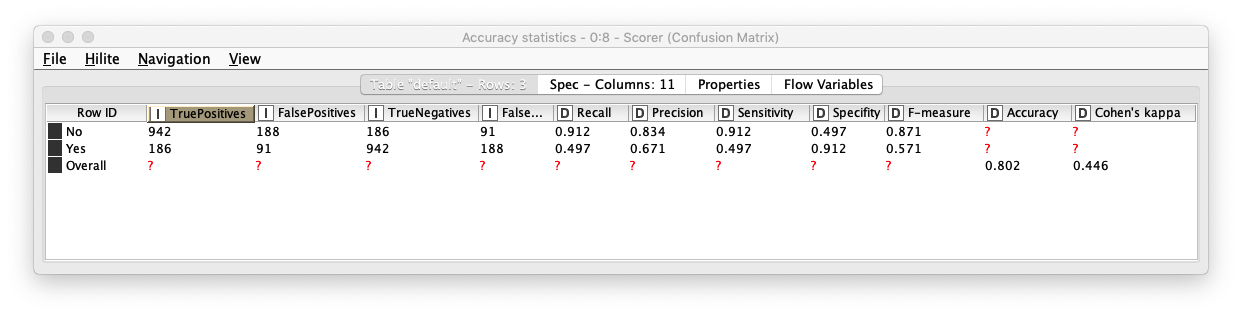 Accuracy statistics - 0:8 - Scorer (Confusion Matrix)
File Hilite Navigation View
Table "default" - Rows: 3 Spec - Columns: 11 Properties Flow Variables
Row ID I TruePositives I FalsePositives I TrueNegatives I False... D Recall D Precision D Sensitivity D Specifity D F-measure D Accuracy D Cohen's kappa
No 942 188 186 91 0.912 0.834 0.912 0.497 0.871 ? ?
Yes 186 91 942 188 0.497 0.671 0.497 0.912 0.571 ? ?
Overall ? ? ? ? ? ? ? ? ? 0.802 0.446